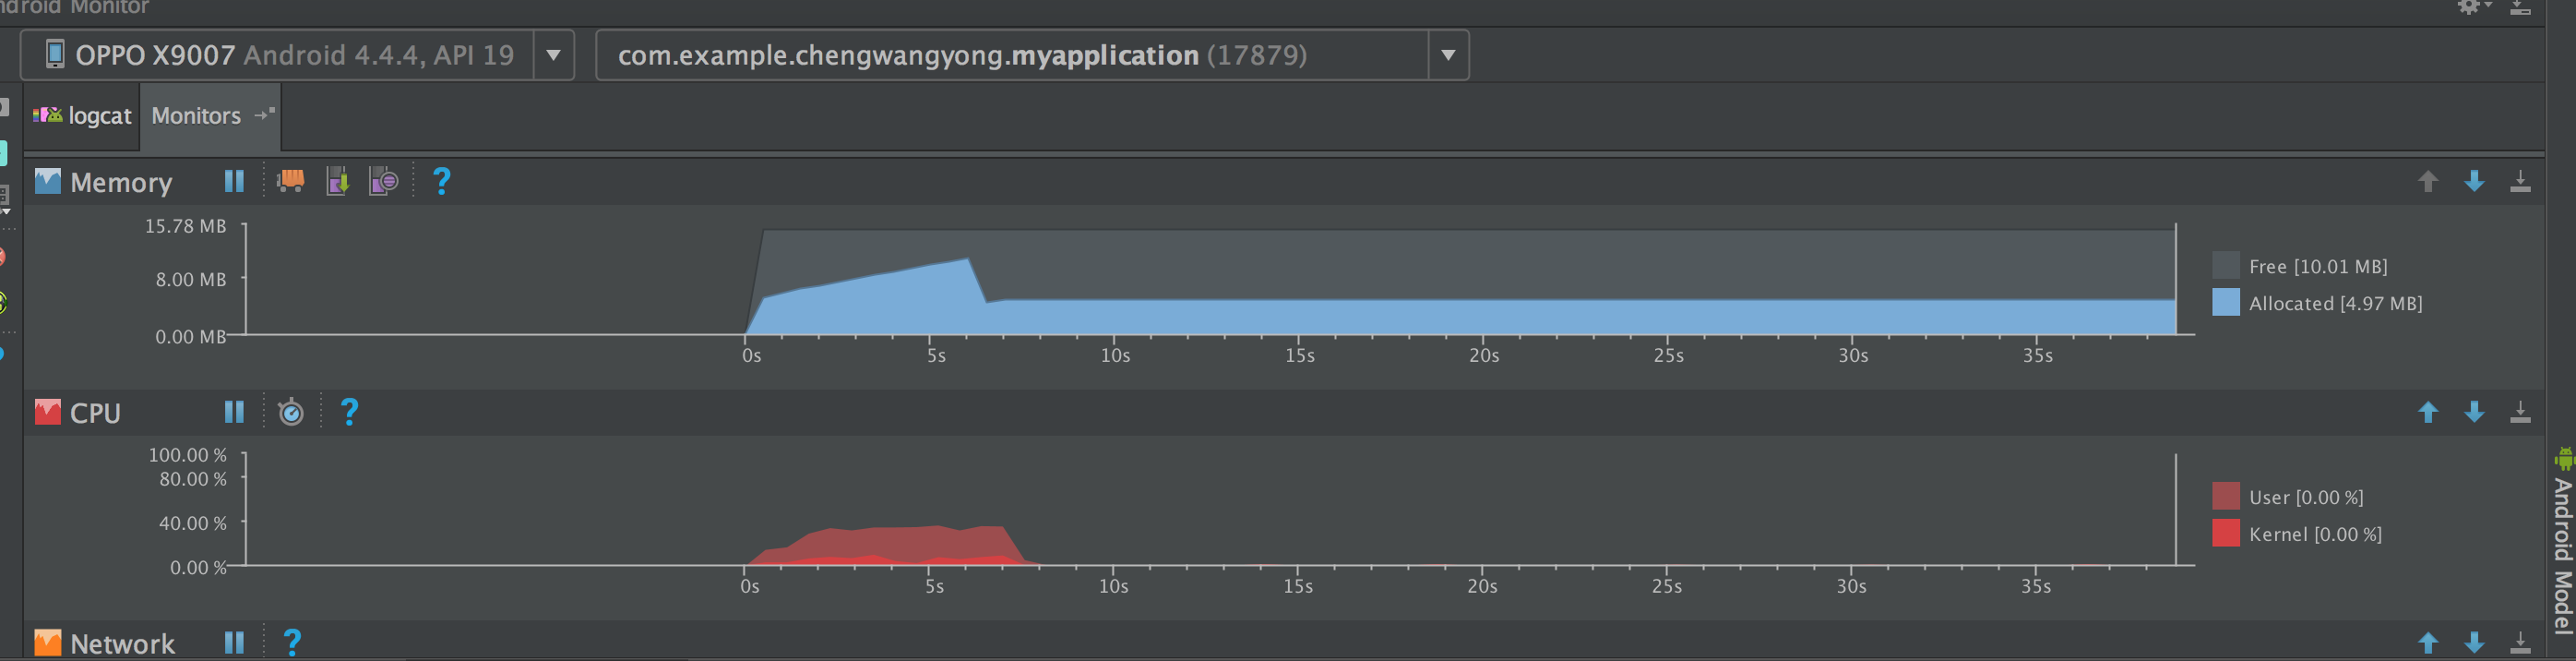 ndroid Monitor
OPPO X9007 Android 4.4.4, API 19
com.example.chengwangyong.myapplication (17879)
logcat
Monitors
Memory
?
15.78 MB
8.00 MB
0.00 MB
0s 5s 10s 15s 20s 25s 30s 35s
Free [10.01 MB]
Allocated [4.97 MB]
CPU
?
100.00 %
80.00 %
40.00 %
0.00 %
0s 5s 10s 15s 20s 25s 30s 35s
User [0.00 %]
Kernel [0.00 %]
Network
?
Android Model